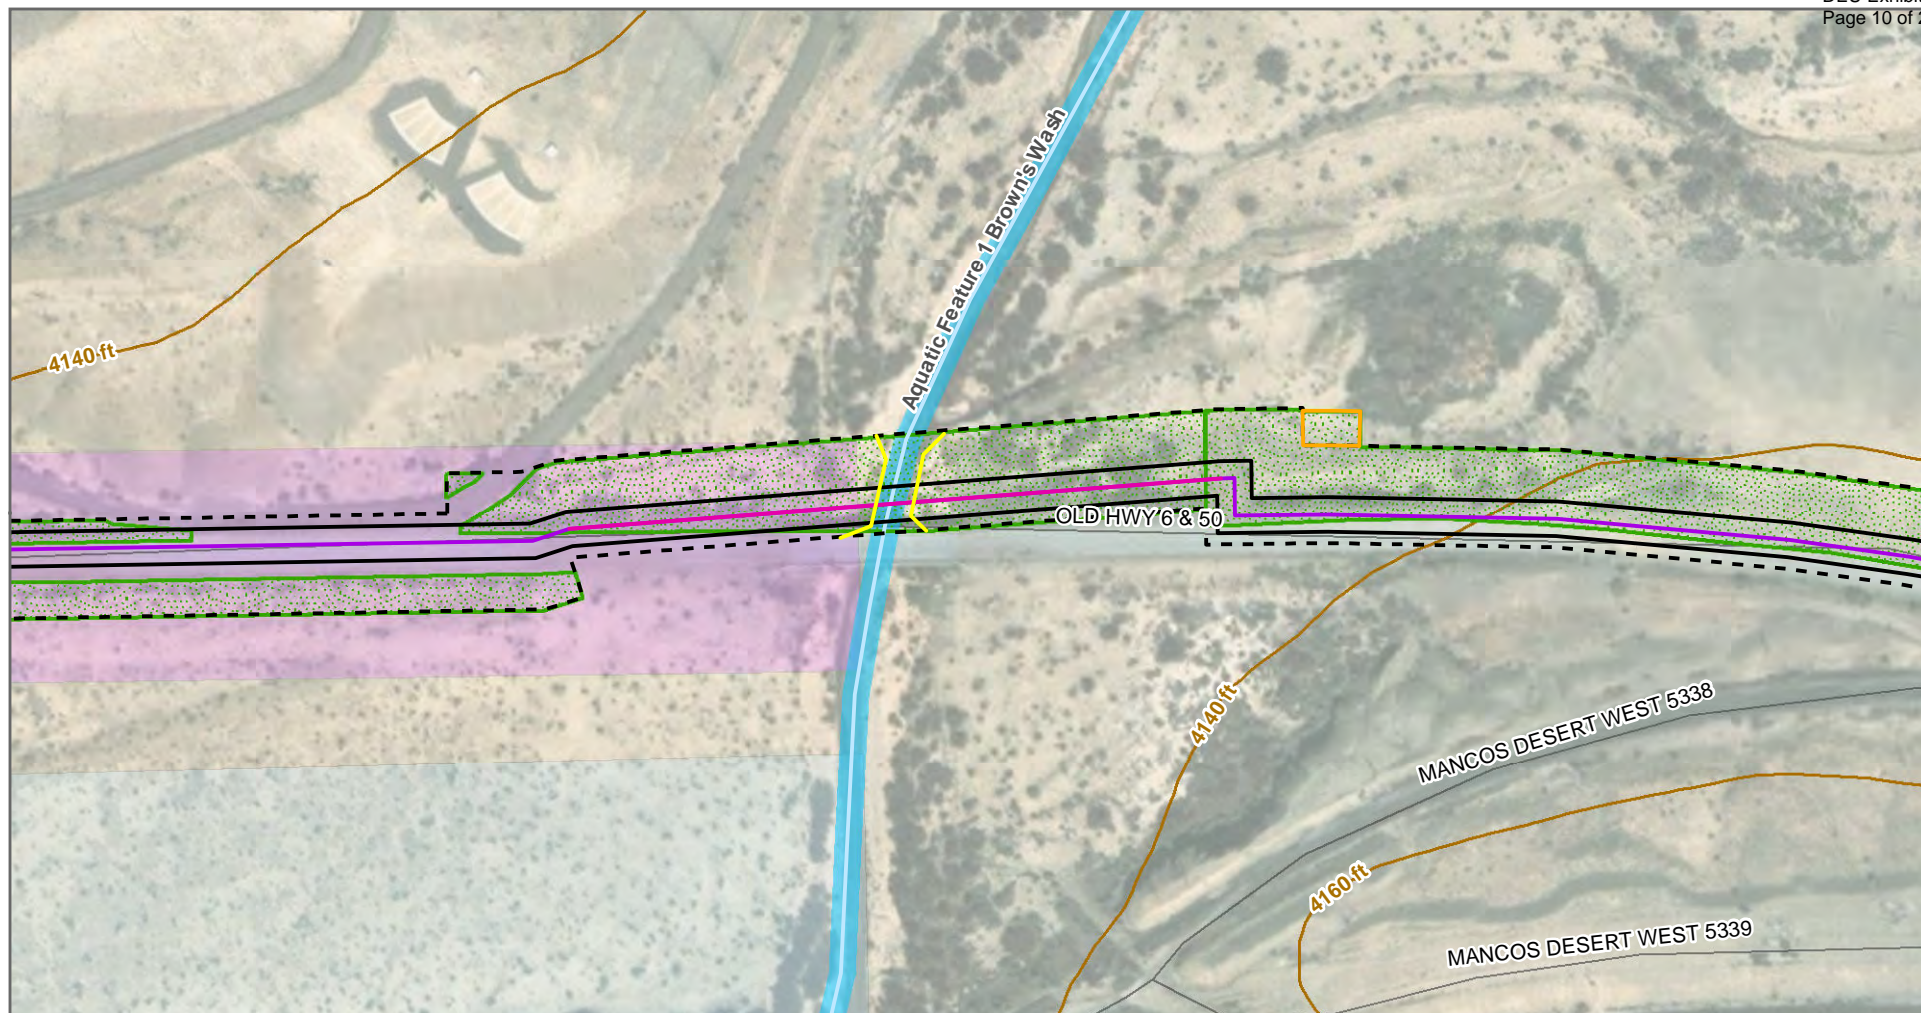 Page 10 of
Aquatic Feature 1 Brown's Wash
4140 ft
OLD HWY 6 & 50
4140 ft
MANCOS DESERT WEST 5338
4160 ft
MANCOS DESERT WEST 5339